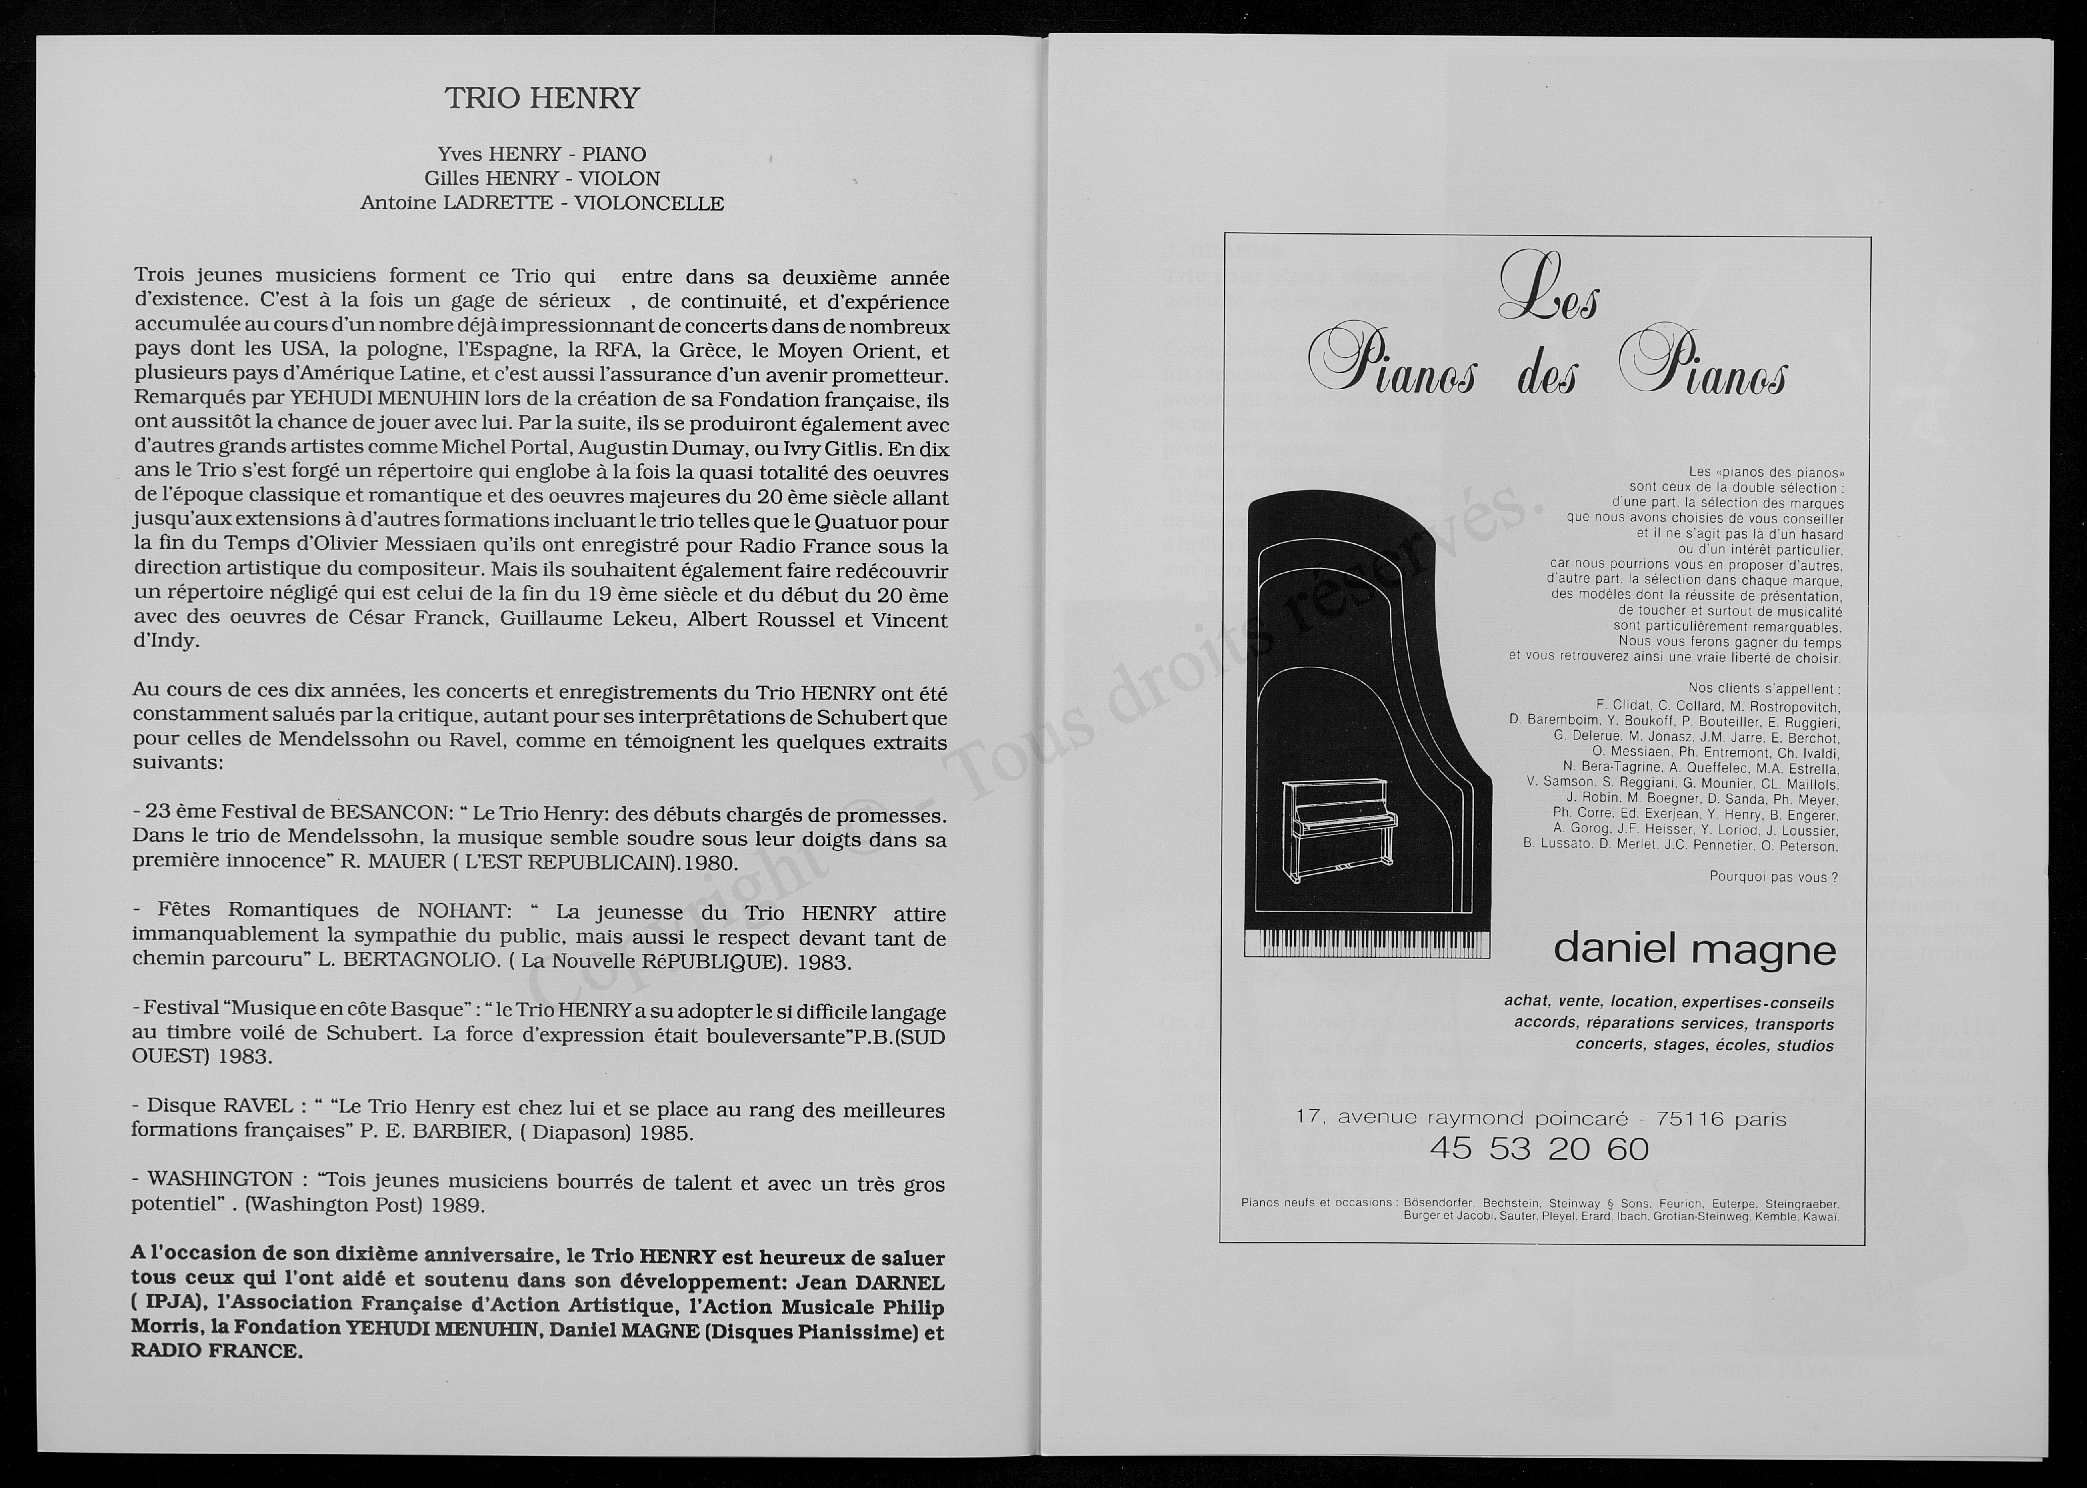 TRIO HENRY
Yves HENRY - PIANO
Gilles HENRY - VIOLON
Antoine LADRETTE - VIOLONCELLE
Trois jeunes musiciens forment ce Trio qui entre dans sa deuxième année
d'existence. C'est à la fois un gage de sérieux , de continuité, et d'expérience
accumulée au cours d'un nombre déjà impressionnant de concerts dans de nombreux
pays dont les USA, la pologne, l'Espagne, la RFA, la Grèce, le Moyen Orient, et
plusieurs pays d'Amérique Latine, et c'est aussi l'assurance d'un avenir prometteur.
Remarqués par YEHUDI MENUHIN lors de la création de sa Fondation française, ils
ont aussitôt la chance de jouer avec lui. Par la suite, ils se produiront également avec
d'autres grands artistes comme Michel Portal, Augustin Dumay, ou Ivry Gitlis. En dix
ans le Trio s'est forgé un répertoire qui englobe à la fois la quasi totalité des oeuvres
de l'époque classique et romantique et des oeuvres majeures du 20 ème siècle allant
jusqu'aux extensions à d'autres formations incluant le trio telles que le Quatuor pour
la fin du Temps d'Olivier Messiaen qu'ils ont enregistré pour Radio France sous la
direction artistique du compositeur. Mais ils souhaitent également faire redécouvrir
un répertoire négligé qui est celui de la fin du 19 ème siècle et du début du 20 ème
avec des oeuvres de César Franck, Guillaume Lekeu, Albert Roussel et Vincent
d'Indy.
Au cours de ces dix années, les concerts et enregistrements du Trio HENRY ont été
constamment salués par la critique, autant pour ses interprêtations de Schubert que
pour celles de Mendelssohn ou Ravel, comme en témoignent les quelques extraits
suivants:
- 23 ème Festival de BESANCON: “ Le Trio Henry: des débuts chargés de promesses.
Dans le trio de Mendelssohn, la musique semble soudre sous leur doigts dans sa
première innocence” R. MAUER ( L'EST REPUBLICAIN).1980.
- Fêtes Romantiques de NOHANT: “ La jeunesse du Trio HENRY attire
immanquablement la sympathie du public, mais aussi le respect devant tant de
chemin parcouru” L. BERTAGNOLIO. ( La Nouvelle RéPUBLIQUE). 1983.
- Festival “Musique en côte Basque” : “ le Trio HENRY a su adopter le si difficile langage
au timbre voilé de Schubert. La force d'expression était bouleversante”P.B.(SUD
OUEST) 1983.
- Disque RAVEL : “ “Le Trio Henry est chez lui et se place au rang des meilleures
formations françaises” P. E. BARBIER, ( Diapason) 1985.
- WASHINGTON : “Tois jeunes musiciens bourrés de talent et avec un très gros
potentiel” . (Washington Post) 1989.
A l'occasion de son dixième anniversaire, le Trio HENRY est heureux de saluer
tous ceux qui l'ont aidé et soutenu dans son développement: Jean DARNEL
( IPJA), l'Association Française d'Action Artistique, l'Action Musicale Philip
Morris, la Fondation YEHUDI MENUHIN, Daniel MAGNE (Disques Pianissime) et
RADIO FRANCE.
Les
Pianos des Pianos
Les «pianos des pianos»
sont ceux de la double sélection :
d'une part, la sélection des marques
que nous avons choisies de vous conseiller
et il ne s'agit pas là d'un hasard
ou d'un intérêt particulier,
car nous pourrions vous en proposer d'autres,
d'autre part, la sélection dans chaque marque,
des modèles dont la réussite de présentation,
de toucher et surtout de musicalité
sont particulièrement remarquables.
Nous vous ferons gagner du temps
et vous retrouverez ainsi une vraie liberté de choisir.
Nos clients s'appellent :
F. Clidat, C. Collard, M. Rostropovitch,
D. Baremboim, Y. Boukoff, P. Bouteiller, E. Ruggieri,
G. Delerue, M. Jonasz, J.M. Jarre, E. Berchot,
O. Messiaen, Ph. Entremont, Ch. Ivaldi,
N. Bera-Tagrine, A. Queffelec, M.A. Estrella,
V. Samson, S. Reggiani, G. Mounier, CL. Maillols,
J. Robin, M. Boegner, D. Sanda, Ph. Meyer,
Ph. Corre, Ed. Exerjean, Y. Henry, B. Engerer,
A. Gorog, J.F. Heisser, Y. Loriod, J. Loussier,
B. Lussato, D. Merlet, J.C. Pennetier, O. Peterson.
Pourquoi pas vous ?
daniel magne
achat, vente, location, expertises-conseils
accords, réparations services, transports
concerts, stages, écoles, studios
17, avenue raymond poincaré - 75116 paris
45 53 20 60
Pianos neufs et occasions : Bösendorfer, Bechstein, Steinway § Sons, Feurich, Euterpe, Steingraeber,
Burger et Jacobi, Sauter, Pleyel, Erard, Ibach, Grotian-Steinweg, Kemble, Kawaï.
Copyright © - Tous droits réservés.